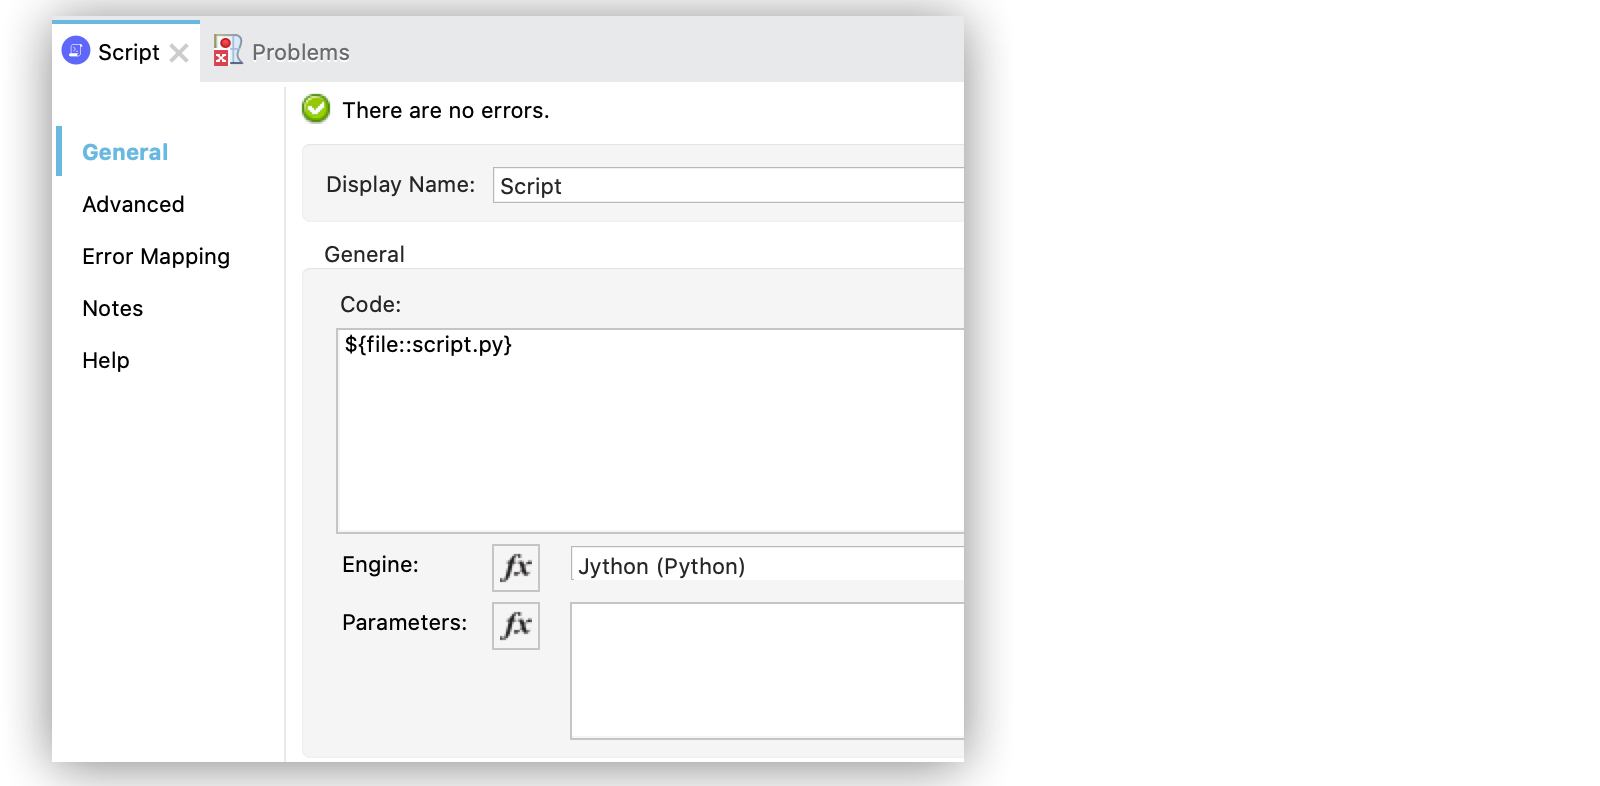 Script
Problems
There are no errors.
General
Advanced
Error Mapping
Notes
Help
Display Name: Script
General
Code:
${file::script.py}
Engine: fx Jython (Python)
Parameters: fx